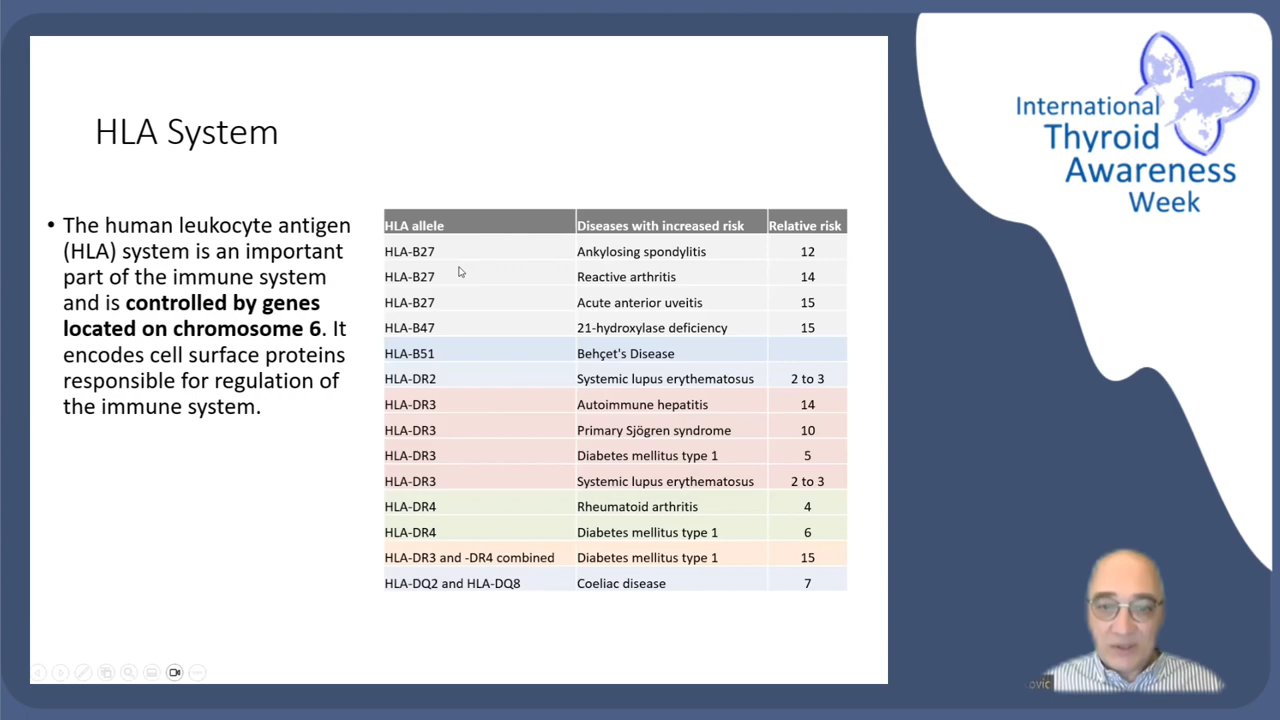 International
Thyroid
Awareness
Week
HLA System
• The human leukocyte antigen
(HLA) system is an important
part of the immune system
and is controlled by genes
located on chromosome 6. It
encodes cell surface proteins
responsible for regulation of
the immune system.
HLA allele Diseases with increased risk Relative risk
HLA-B27 Ankylosing spondylitis 12
HLA-B27 Reactive arthritis 14
HLA-B27 Acute anterior uveitis 15
HLA-B47 21-hydroxylase deficiency 15
HLA-B51 Behçet's Disease
HLA-DR2 Systemic lupus erythematosus 2 to 3
HLA-DR3 Autoimmune hepatitis 14
HLA-DR3 Primary Sjögren syndrome 10
HLA-DR3 Diabetes mellitus type 1 5
HLA-DR3 Systemic lupus erythematosus 2 to 3
HLA-DR4 Rheumatoid arthritis 4
HLA-DR4 Diabetes mellitus type 1 6
HLA-DR3 and -DR4 combined Diabetes mellitus type 1 15
HLA-DQ2 and HLA-DQ8 Coeliac disease 7
ovic